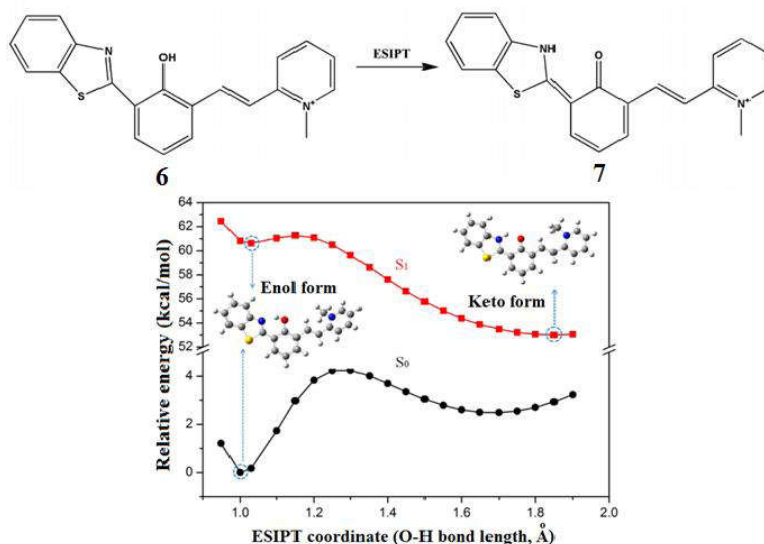 N
OH
S
N⁺
ESIPT
NH
O
S
N⁺
6
7
64
62
60
58
56
54
52
4
2
0
Relative energy (kcal/mol)
S₁
Enol form
Keto form
S₀
1.0 1.2 1.4 1.6 1.8 2.0
ESIPT coordinate (O-H bond length, Å)